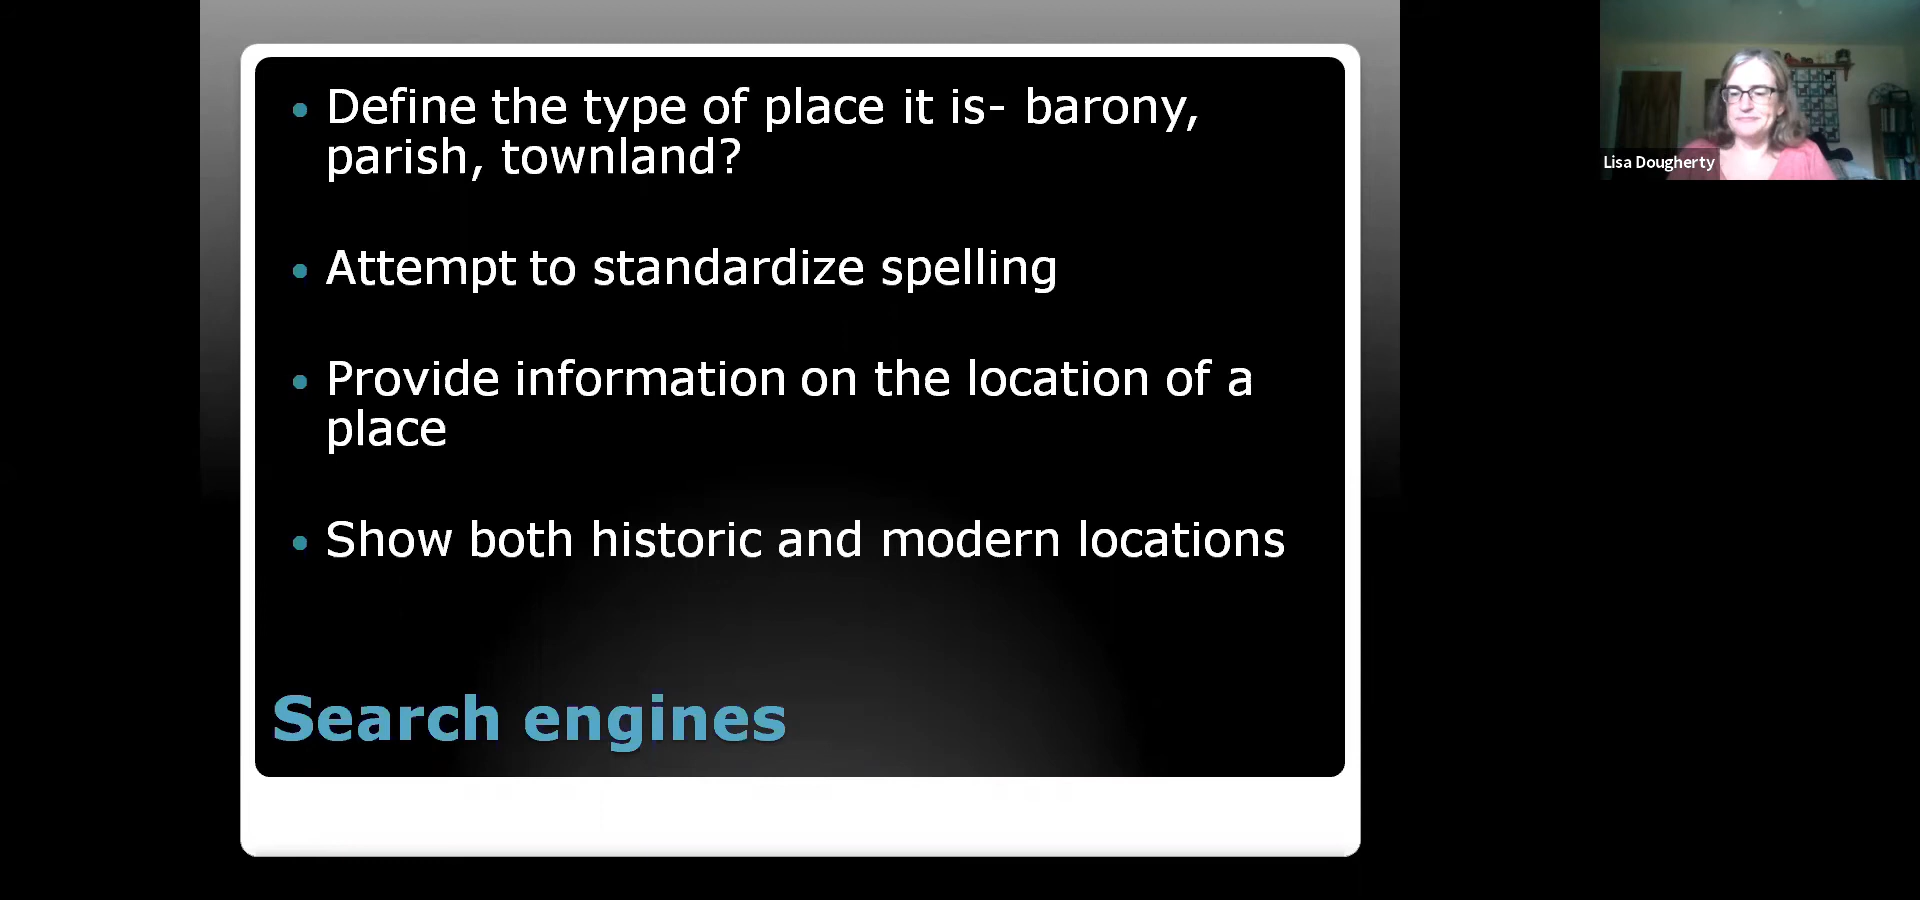 Define the type of place it is- barony,
parish, townland?
Attempt to standardize spelling
Provide information on the location of a
place
Show both historic and modern locations
Search engines
Lisa Dougherty